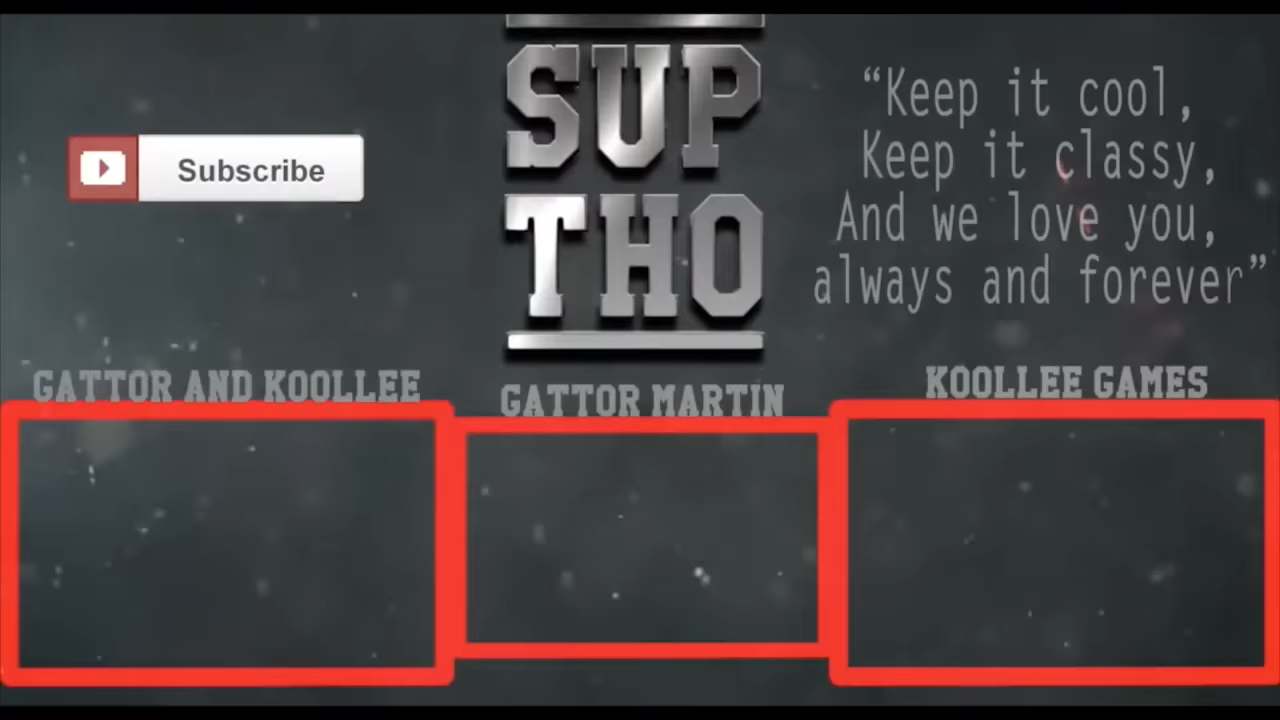 SUP
THO
Subscribe
“Keep it cool,
Keep it classy,
And we love you,
always and forever”
GATTOR AND KOOLLEE
GATTOR MARTIN
KOOLLEE GAMES